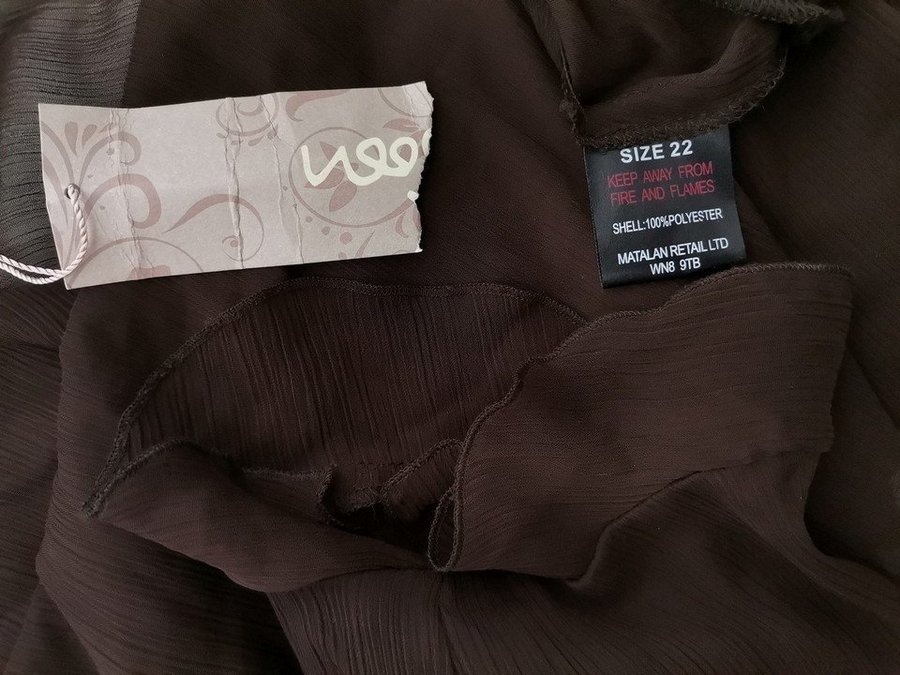 SIZE 22
KEEP AWAY FROM
FIRE AND FLAMES
SHELL:100%POLYESTER
MATALAN RETAIL LTD
WN8 9TB